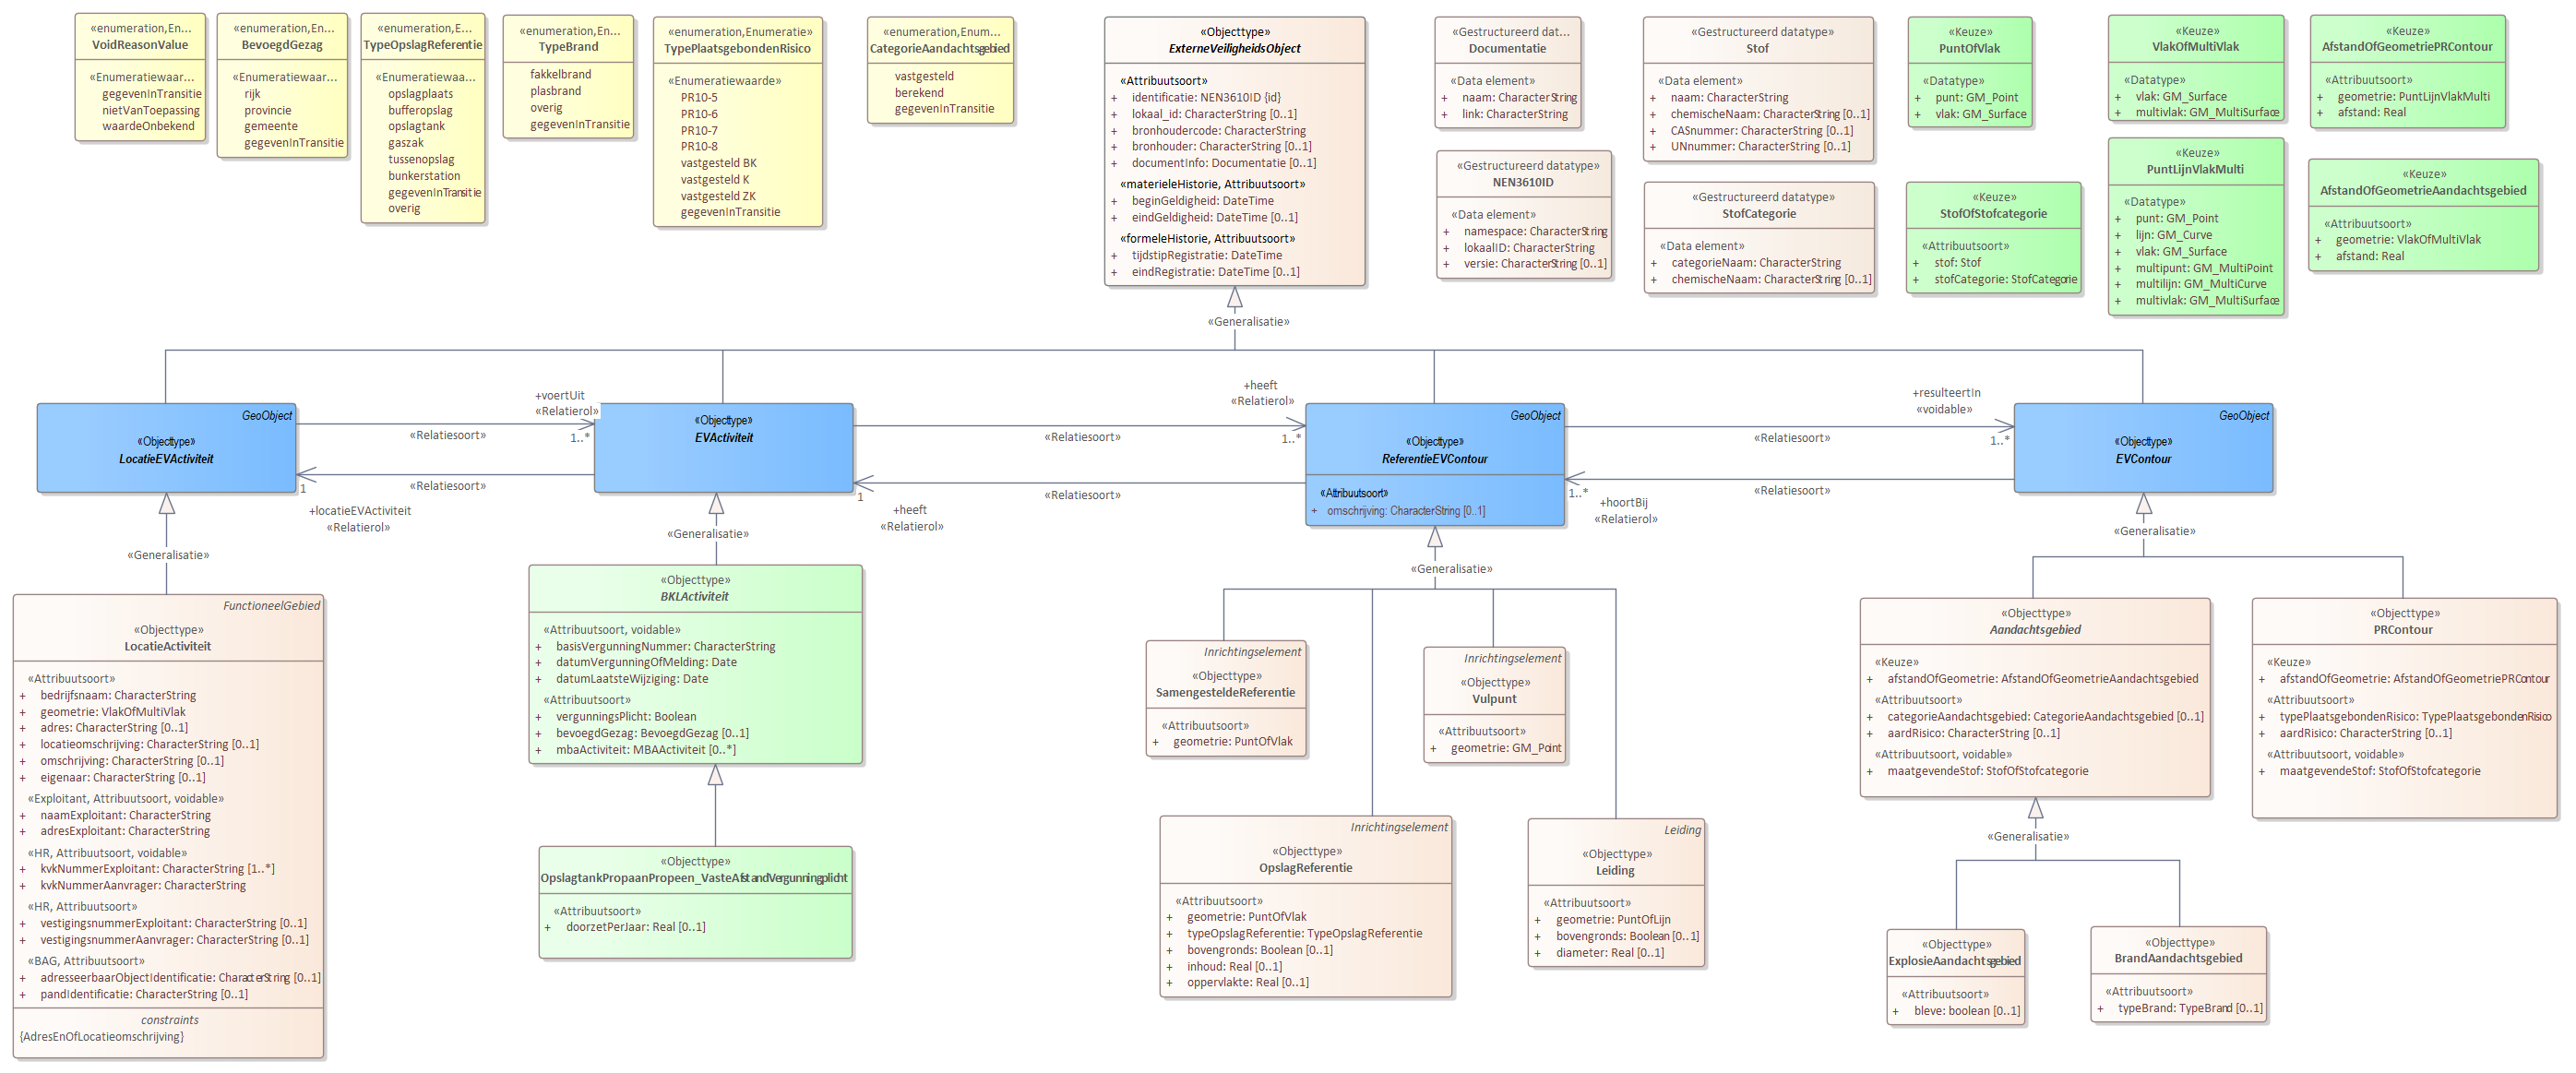 «enumeration,En...
VoidReasonValue
«Enumeratiewaar...
gegevenInTransitie
nietVanToepassing
waardeOnbekend
«enumeration,En...
BevoegdGezag
«Enumeratiewaar...
rijk
provincie
gemeente
gegevenInTransitie
«enumeration,E...
TypeOpslagReferentie
«Enumeratiewaa...
opslagplaats
bufferopslag
opslagtank
gaszak
tussenopslag
bunkerstation
gegevenInTransitie
overig
«enumeration,En...
TypeBrand
fakkelbrand
plasbrand
overig
gegevenInTransitie
«enumeration,Enumeratie»
TypePlaatsgebondenRisico
«Enumeratiewaarde»
PR10-5
PR10-6
PR10-7
PR10-8
vastgesteld BK
vastgesteld K
vastgesteld ZK
gegevenInTransitie
«enumeration,Enum...
CategorieAandachtsgebied
vastgesteld
berekend
gegevenInTransitie
«Objecttype»
ExterneVeiligheidsObject
«Attribuutsoort»
+ identificatie: NEN3610ID {id}
+ lokaal_id: CharacterString [0..1]
+ bronhoudercode: CharacterString
+ bronhouder: CharacterString [0..1]
+ documentInfo: Documentatie [0..1]
«materieleHistorie, Attribuutsoort»
+ beginGeldigheid: DateTime
+ eindGeldigheid: DateTime [0..1]
«formeleHistorie, Attribuutsoort»
+ tijdstipRegistratie: DateTime
+ eindRegistratie: DateTime [0..1]
«Gestructureerd dat...
Documentatie
«Data element»
+ naam: CharacterString
+ link: CharacterString
«Gestructureerd datatype»
NEN3610ID
«Data element»
+ namespace: CharacterString
+ lokaalID: CharacterString
+ versie: CharacterString [0..1]
«Gestructureerd datatype»
Stof
«Data element»
+ naam: CharacterString
+ chemischeNaam: CharacterString [0..1]
+ CASnummer: CharacterString [0..1]
+ UNnummer: CharacterString [0..1]
«Gestructureerd datatype»
StofCategorie
«Data element»
+ categorieNaam: CharacterString
+ chemischeNaam: CharacterString [0..1]
«Keuze»
PuntOfVlak
«Datatype»
+ punt: GM_Point
+ vlak: GM_Surface
«Keuze»
StofOfStofcategorie
«Attribuutsoort»
+ stof: Stof
+ stofCategorie: StofCategorie
«Keuze»
VlakOfMultiVlak
«Datatype»
+ vlak: GM_Surface
+ multivlak: GM_MultiSurface
«Keuze»
PuntLijnVlakMulti
«Datatype»
+ punt: GM_Point
+ lijn: GM_Curve
+ vlak: GM_Surface
+ multipunt: GM_MultiPoint
+ multilijn: GM_MultiCurve
+ multivlak: GM_MultiSurface
«Keuze»
AfstandOfGeometriePRContour
«Attribuutsoort»
+ geometrie: PuntLijnVlakMulti
+ afstand: Real
«Keuze»
AfstandOfGeometrieAandachtsgebied
«Attribuutsoort»
+ geometrie: VlakOfMultiVlak
+ afstand: Real
«Generalisatie»
GeoObject
«Objecttype»
LocatieEVActiviteit
+voertUit
«Relatierol»
1..*
«Relatiesoort»
«Relatiesoort»
1
+locatieEVActiviteit
«Relatierol»
«Objecttype»
EVActiviteit
+heeft
«Relatierol»
1..*
«Relatiesoort»
«Relatiesoort»
1
+heeft
«Relatierol»
GeoObject
«Objecttype»
ReferentieEVContour
«Attribuutsoort»
+ omschrijving: CharacterString [0..1]
+resulteertIn
«voidable»
1..*
«Relatiesoort»
«Relatiesoort»
1..*
+hoortBij
«Relatierol»
GeoObject
«Objecttype»
EVContour
«Generalisatie»
«Generalisatie»
«Generalisatie»
«Generalisatie»
FunctioneelGebied
«Objecttype»
LocatieActiviteit
«Attribuutsoort»
+ bedrijfsnaam: CharacterString
+ geometrie: VlakOfMultiVlak
+ adres: CharacterString [0..1]
+ locatieomschrijving: CharacterString [0..1]
+ omschrijving: CharacterString [0..1]
+ eigenaar: CharacterString [0..1]
«Exploitant, Attribuutsoort, voidable»
+ naamExploitant: CharacterString
+ adresExploitant: CharacterString
«HR, Attribuutsoort, voidable»
+ kvkNummerExploitant: CharacterString [1..*]
+ kvkNummerAanvrager: CharacterString
«HR, Attribuutsoort»
+ vestigingsnummerExploitant: CharacterString [0..1]
+ vestigingsnummerAanvrager: CharacterString [0..1]
«BAG, Attribuutsoort»
+ adresseerbaarObjectIdentificatie: CharacterString [0..1]
+ pandIdentificatie: CharacterString [0..1]
constraints
{AdresEnOfLocatieomschrijving}
«Objecttype»
BKLActiviteit
«Attribuutsoort, voidable»
+ basisVergunningNummer: CharacterString
+ datumVergunningOfMelding: Date
+ datumLaatsteWijziging: Date
«Attribuutsoort»
+ vergunningsPlicht: Boolean
+ bevoegdGezag: BevoegdGezag [0..1]
+ mbaActiviteit: MBAActiviteit [0..*]
«Objecttype»
OpslagtankPropaanPropeen_VasteAfstandVergunningplicht
«Attribuutsoort»
+ doorzetPerJaar: Real [0..1]
Inrichtingselement
«Objecttype»
SamengesteldeReferentie
«Attribuutsoort»
+ geometrie: PuntOfVlak
Inrichtingselement
«Objecttype»
Vulpunt
«Attribuutsoort»
+ geometrie: GM_Point
Inrichtingselement
«Objecttype»
OpslagReferentie
«Attribuutsoort»
+ geometrie: PuntOfVlak
+ typeOpslagReferentie: TypeOpslagReferentie
+ bovengronds: Boolean [0..1]
+ inhoud: Real [0..1]
+ oppervlakte: Real [0..1]
Leiding
«Objecttype»
Leiding
«Attribuutsoort»
+ geometrie: PuntOfLijn
+ bovengronds: Boolean [0..1]
+ diameter: Real [0..1]
«Objecttype»
Aandachtsgebied
«Keuze»
+ afstandOfGeometrie: AfstandOfGeometrieAandachtsgebied
«Attribuutsoort»
+ categorieAandachtsgebied: CategorieAandachtsgebied [0..1]
+ aardRisico: CharacterString [0..1]
«Attribuutsoort, voidable»
+ maatgevendeStof: StofOfStofcategorie
«Objecttype»
PRContour
«Keuze»
+ afstandOfGeometrie: AfstandOfGeometriePRContour
«Attribuutsoort»
+ typePlaatsgebondenRisico: TypePlaatsgebondenRisico
+ aardRisico: CharacterString [0..1]
«Attribuutsoort, voidable»
+ maatgevendeStof: StofOfStofcategorie
«Generalisatie»
«Objecttype»
ExplosieAandachtsgebied
«Attribuutsoort»
+ bleve: boolean [0..1]
«Objecttype»
BrandAandachtsgebied
«Attribuutsoort»
+ typeBrand: TypeBrand [0..1]